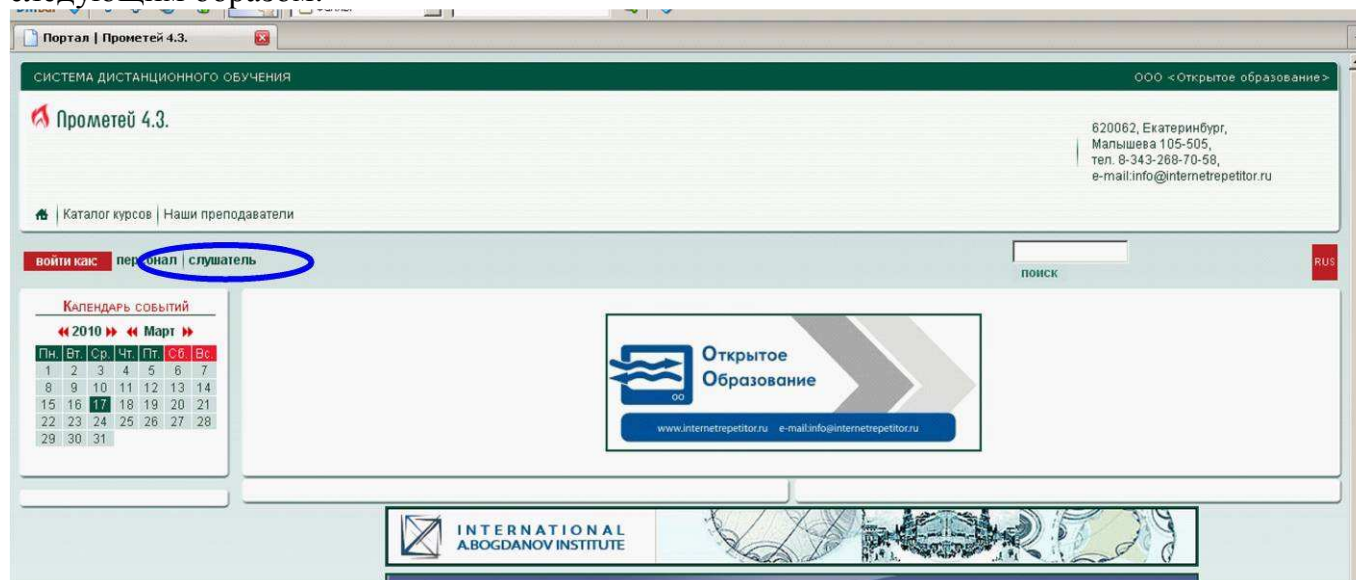 следующим образом:
Портал | Прометей 4.3.
СИСТЕМА ДИСТАНЦИОННОГО ОБУЧЕНИЯ
ООО <Открытое образование>
Прометей 4.3.
620062, Екатеринбург,
Малышева 105-505,
тел. 8-343-268-70-58,
e-mail:info@internetrepetitor.ru
Каталог курсов | Наши преподаватели
войти как: персонал | слушатель
поиск
RUS
Календарь событий
2010 Март
Пн. Вт. Ср. Чт. Пт. Сб. Вс.
1 2 3 4 5 6 7
8 9 10 11 12 13 14
15 16 17 18 19 20 21
22 23 24 25 26 27 28
29 30 31
Открытое
Образование
оо
www.internetrepetitor.ru e-mail:info@internetrepetitor.ru
INTERNATIONAL
A.BOGDANOV INSTITUTE